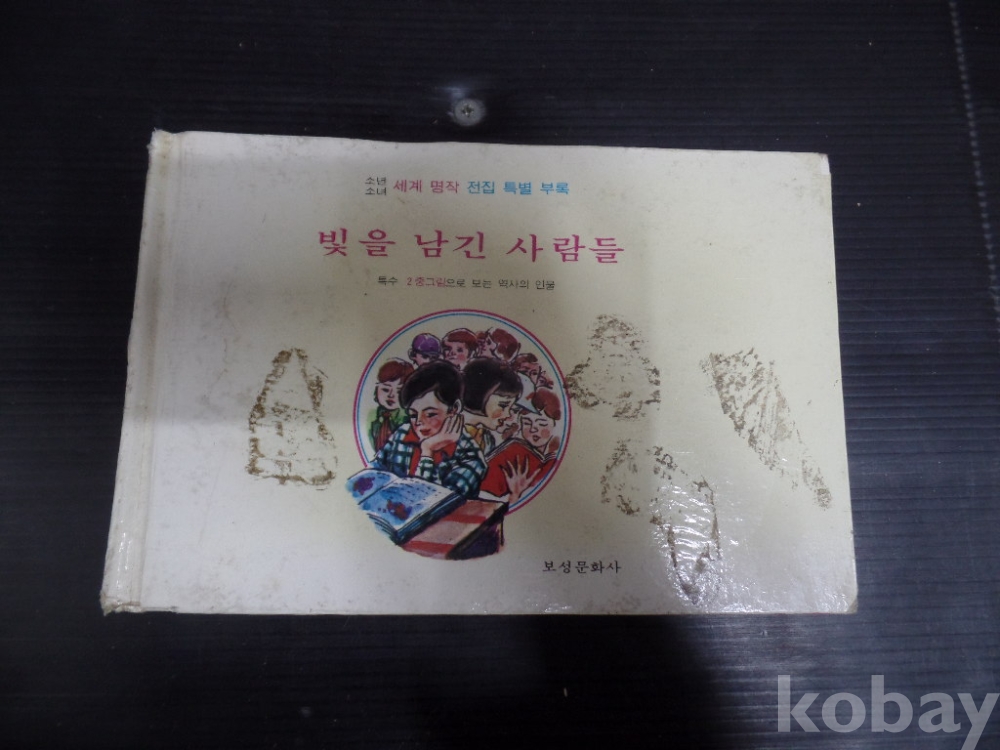 소년 소녀 세계 명작 전집 특별 부록
빛을 남긴 사람들
특수 2중그림으로 보는 역사의 인물
보성문화사
kobay